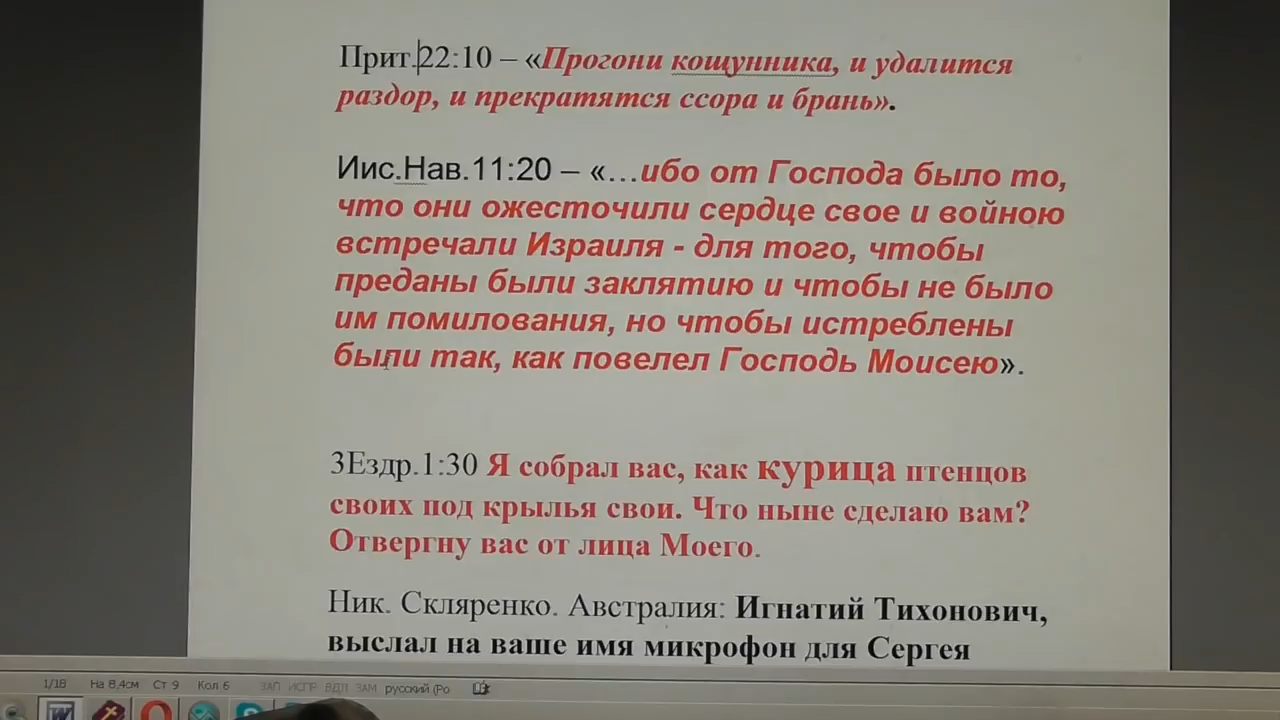 Прит.22:10 – «Прогони кощунника, и удалится
раздор, и прекратятся ссора и брань».
Иис.Нав.11:20 – «…ибо от Господа было то,
что они ожесточили сердце свое и войною
встречали Израиля - для того, чтобы
преданы были заклятию и чтобы не было
им помилования, но чтобы истреблены
были так, как повелел Господь Моисею».
3Ездр.1:30 Я собрал вас, как курица птенцов
своих под крылья свои. Что ныне сделаю вам?
Отвергну вас от лица Моего.
Ник. Скляренко. Австралия: Игнатий Тихонович,
выслал на ваше имя микрофон для Сергея
1/18 На 8,4см Ст 9 Кол 6 ЗАП ИСПР ВДЛ ЗАМ русский (Ро